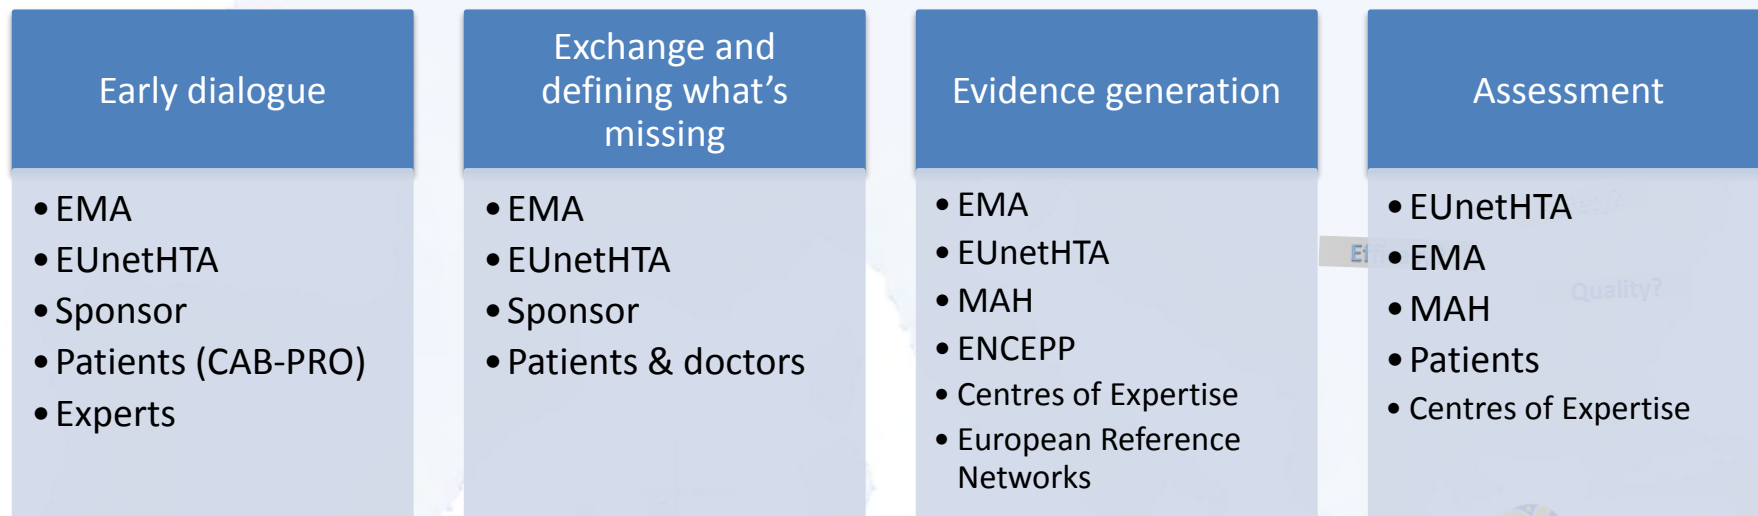 Early dialogue
• EMA
• EUnetHTA
• Sponsor
• Patients (CAB-PRO)
• Experts
Exchange and
defining what’s
missing
• EMA
• EUnetHTA
• Sponsor
• Patients & doctors
Evidence generation
• EMA
• EUnetHTA
• MAH
• ENCEPP
• Centres of Expertise
• European Reference
Networks
Assessment
• EUnetHTA
• EMA
• MAH
• Patients
• Centres of Expertise
Quality?